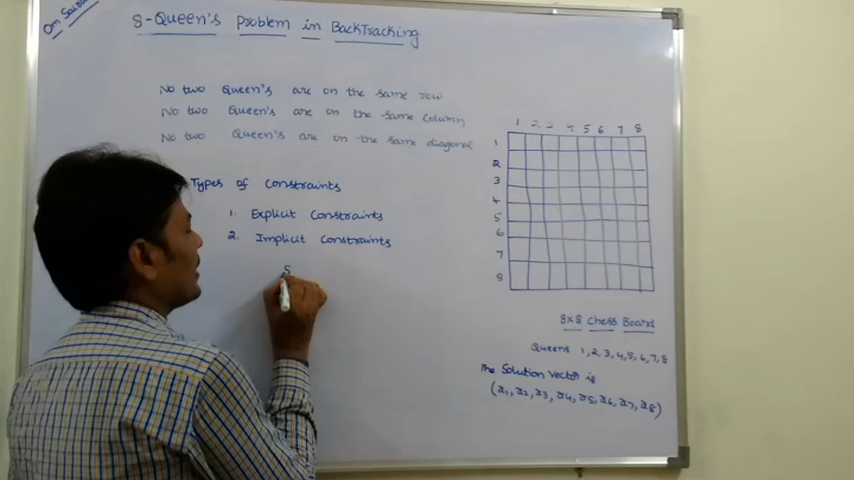 Om Sairam
8-Queen's Problem in BackTracking
No two Queen's are on the same row
No two Queen's are on the same column
No two Queen's are on the same diagonal
Types of Constraints
1. Explicit Constraints
2. Implicit Constraints
S
1 2 3 4 5 6 7 8
1
2
3
4
5
6
7
8
8x8 Chess Board
Queens 1,2,3,4,5,6,7,8
The Solution Vector is
(x1, x2, x3, x4, x5, x6, x7, x8)